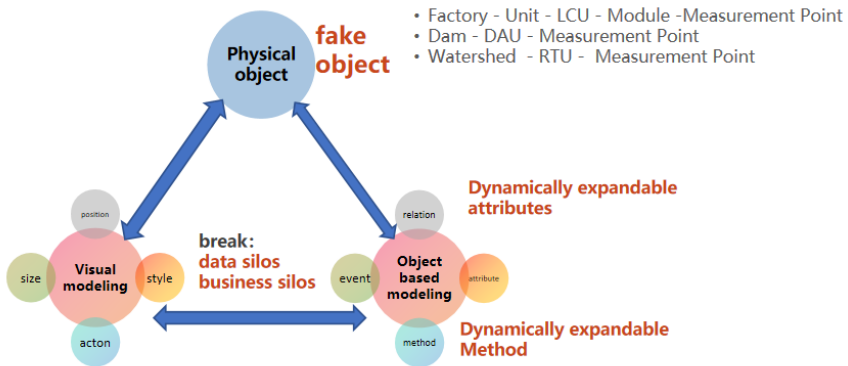 • Factory - Unit - LCU - Module -Measurement Point
• Dam - DAU - Measurement Point
• Watershed - RTU - Measurement Point
fake
object
Physical
object
Dynamically expandable
attributes
position
size
Visual
modeling
style
acton
break:
data silos
business silos
relation
event
Object
based
modeling
attribute
method
Dynamically expandable
Method